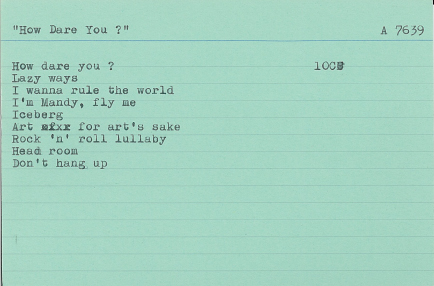 "How Dare You ?" A 7639
How dare you ? 10CC
Lazy ways
I wanna rule the world
I'm Mandy, fly me
Iceberg
Art for art's sake
Rock 'n' roll lullaby
Head room
Don't hang up